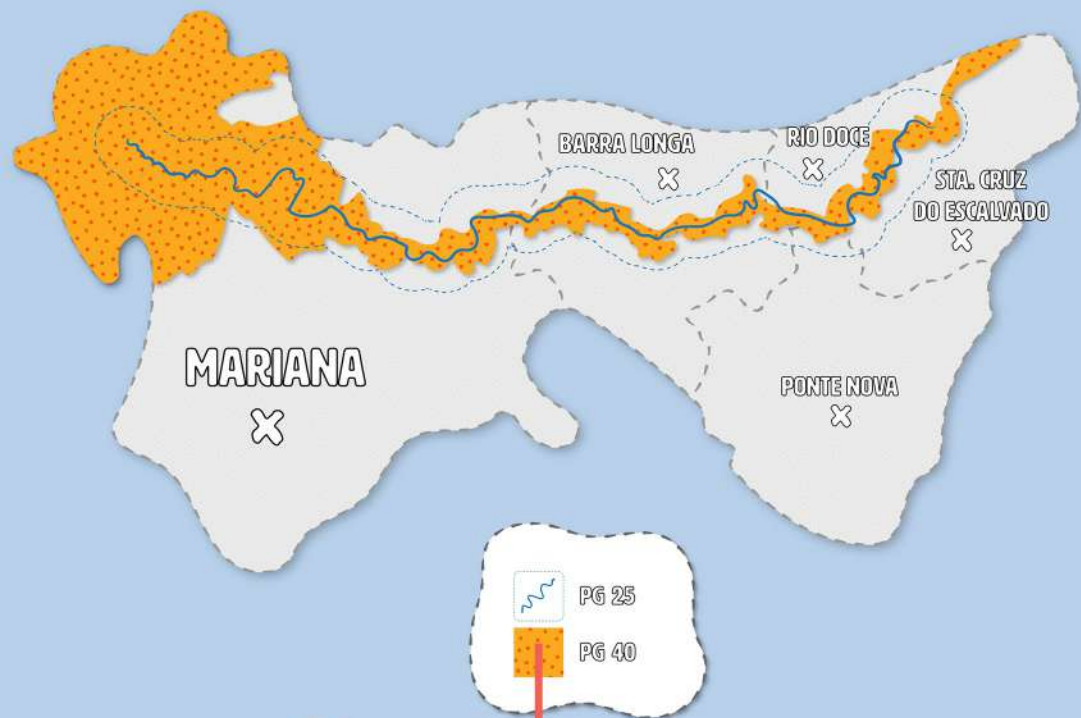 BARRA LONGA
RIO DOCE
STA. CRUZ
DO ESCALVADO
MARIANA
PONTE NOVA
PG 25
PG 40